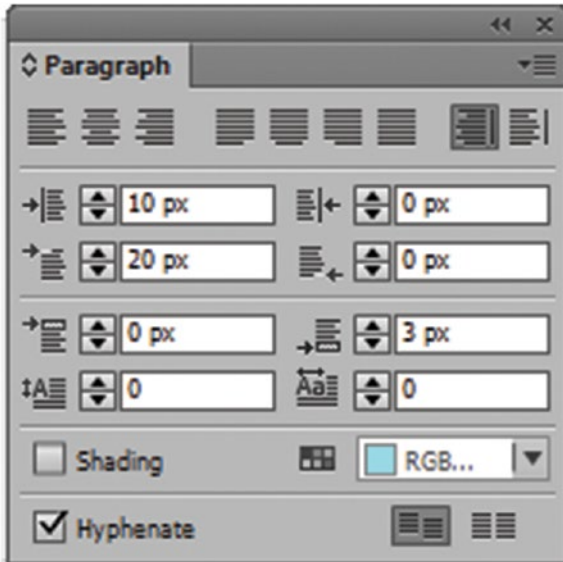 Paragraph
10 px 0 px
20 px 0 px
0 px 3 px
0 0
Shading RGB...
Hyphenate